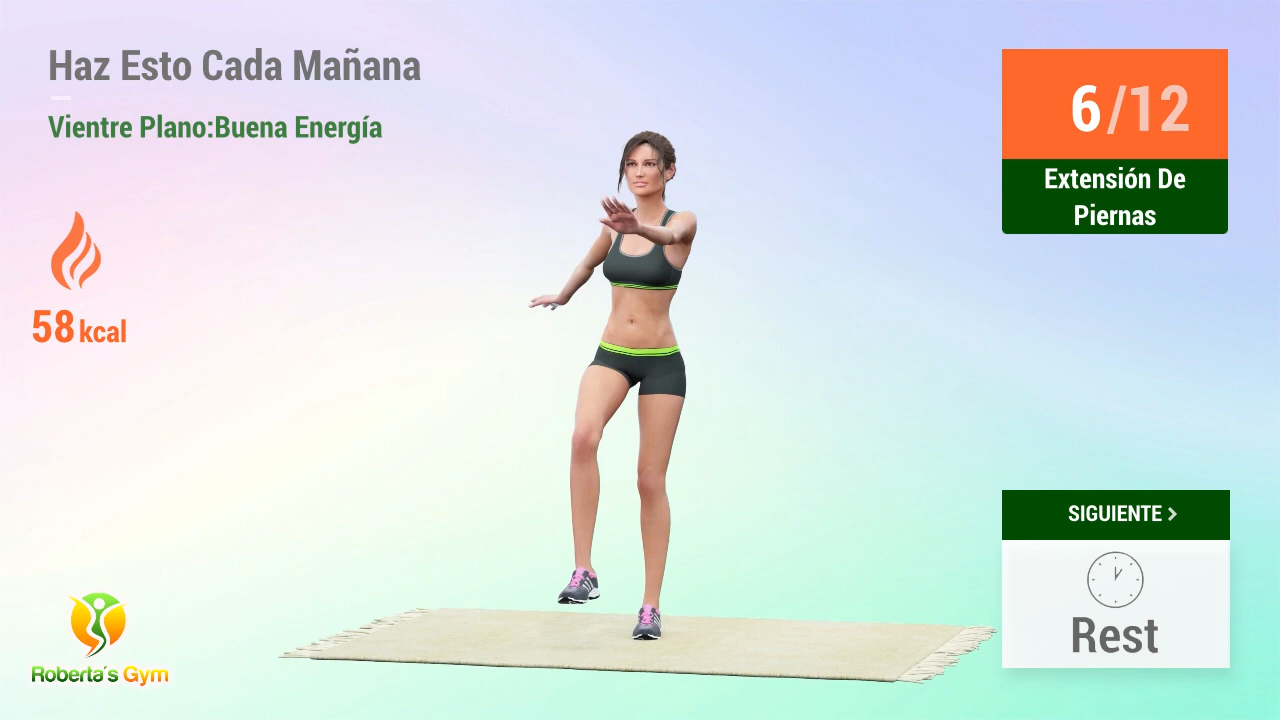 Haz Esto Cada Mañana
Vientre Plano:Buena Energía
6/12
Extensión De
Piernas
58 kcal
SIGUIENTE >
Rest
Roberta´s Gym